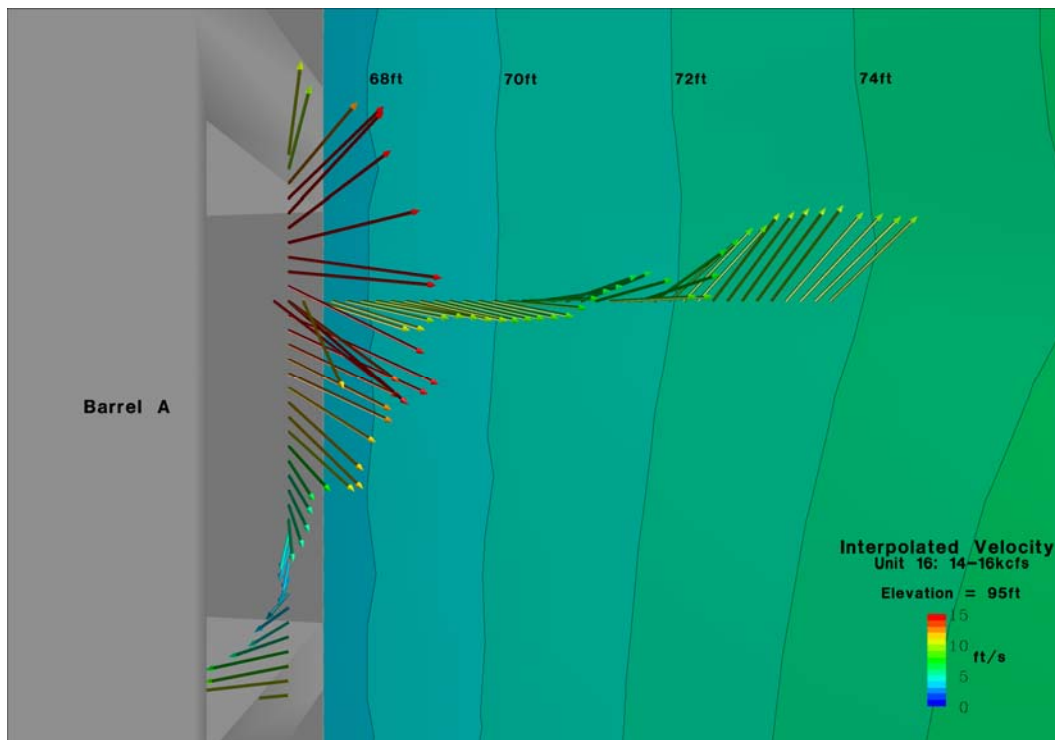 68ft
70ft
72ft
74ft
Barrel A
Interpolated Velocity
Unit 16: 14-16kcfs
Elevation = 95ft
15
10
ft/s
5
0